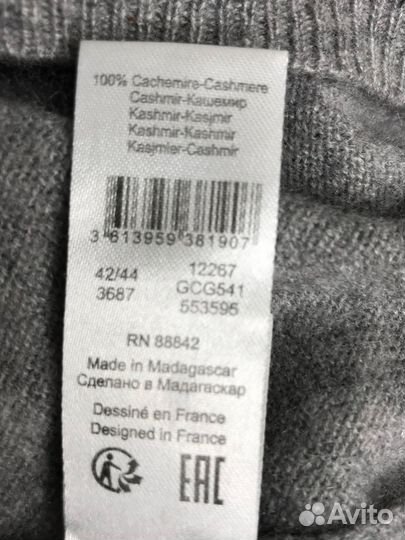 100% Cachemire-Cashmere
Cashmir-Кашемир
Kashmir-Kasjmir
Kashmir-Kashmir
Kasjmier-Cashmir
3 613959 381907
42/44 12267
3687 GCG541
553595
RN 88842
Made in Madagascar
Сделано в Мадагаскар
Dessiné en France
Designed in France
EAC
Avito